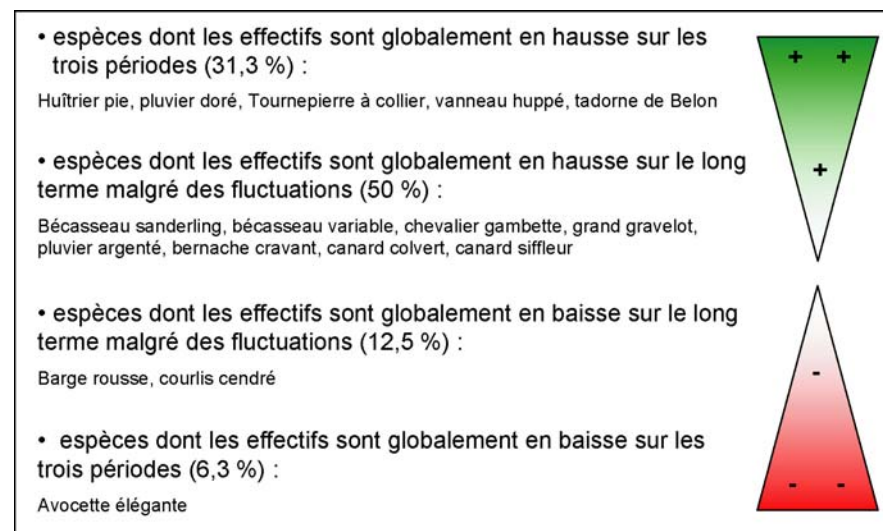 • espèces dont les effectifs sont globalement en hausse sur les
trois périodes (31,3 %) :
Huîtrier pie, pluvier doré, Tournepierre à collier, vanneau huppé, tadorne de Belon
• espèces dont les effectifs sont globalement en hausse sur le long
terme malgré des fluctuations (50 %) :
Bécasseau sanderling, bécasseau variable, chevalier gambette, grand gravelot,
pluvier argenté, bernache cravant, canard colvert, canard siffleur
• espèces dont les effectifs sont globalement en baisse sur le long
terme malgré des fluctuations (12,5 %) :
Barge rousse, courlis cendré
• espèces dont les effectifs sont globalement en baisse sur les
trois périodes (6,3 %) :
Avocette élégante
+ +
+
-
- -